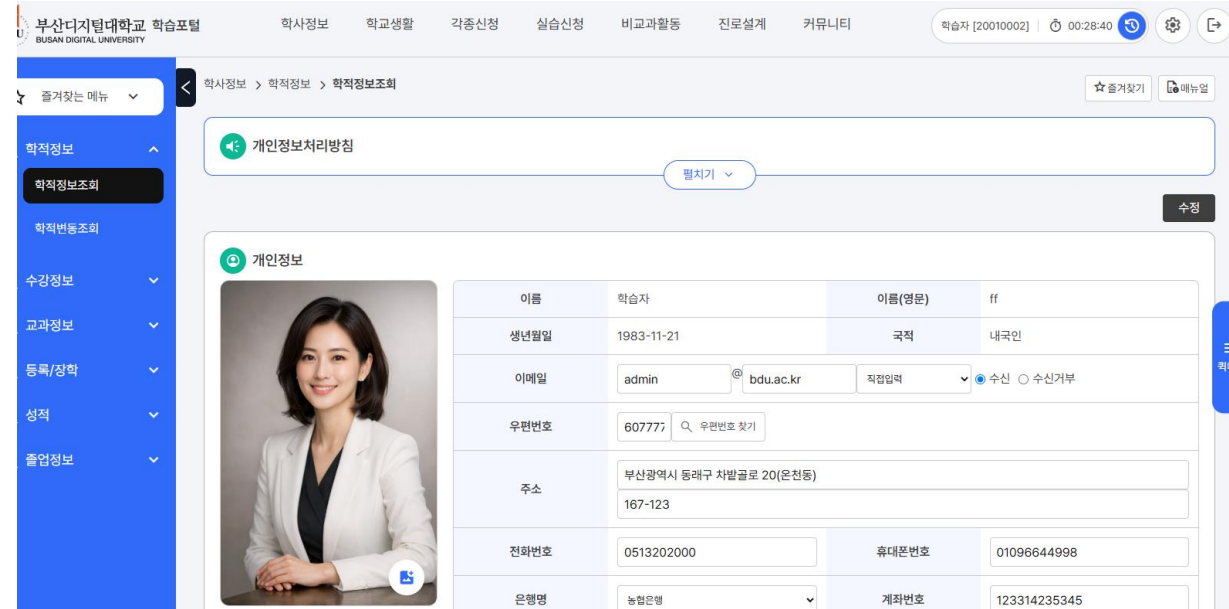 부산디지털대학교 학습포털
BUSAN DIGITAL UNIVERSITY
학사정보 학교생활 각종신청 실습신청 비교과활동 진로설계 커뮤니티
학습자 [20010002] 00:28:40
즐겨찾는 메뉴
학사정보 > 학적정보 > 학적정보조회
즐겨찾기 매뉴얼
학적정보
학적정보조회
학적변동조회
수강정보
교과정보
등록/장학
성적
졸업정보
개인정보처리방침
펼치기
수정
개인정보
이름 학습자 이름(영문) ff
생년월일 1983-11-21 국적 내국인
이메일 admin @ bdu.ac.kr 직접입력 수신 수신거부
우편번호 607777 우편번호 찾기
주소 부산광역시 동래구 차밭골로 20(온천동)
167-123
전화번호 0513202000 휴대폰번호 01096644998
은행명 농협은행 계좌번호 123314235345